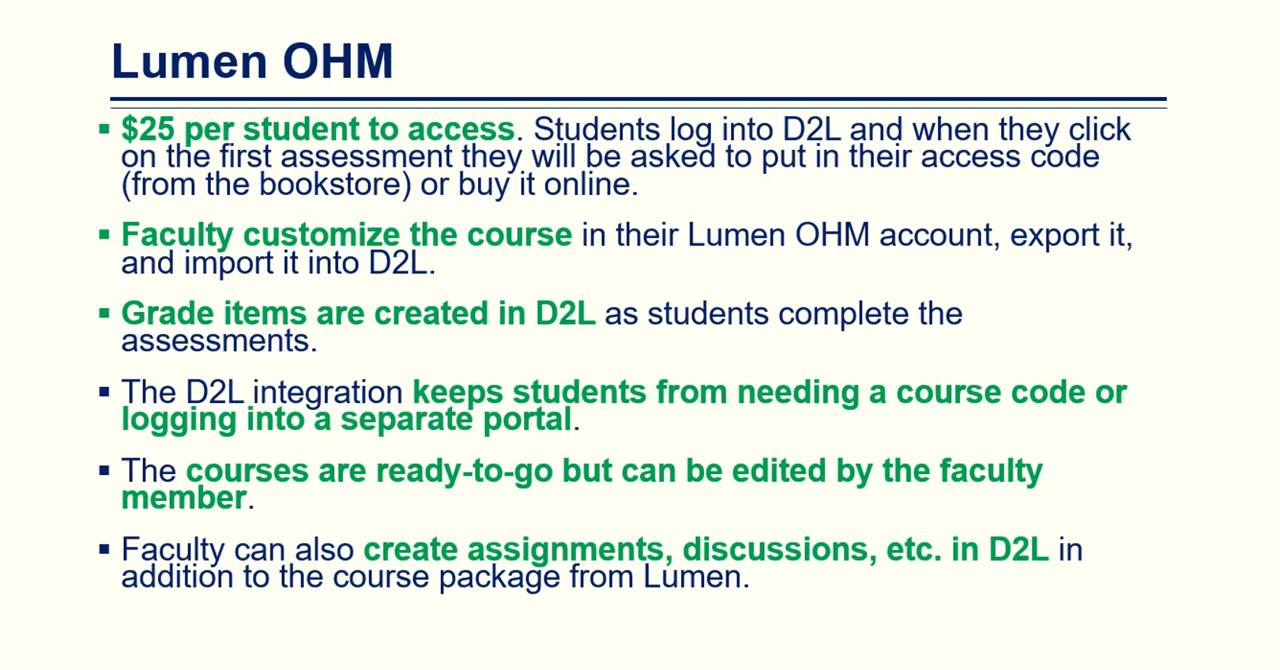 Lumen OHM
▪ $25 per student to access. Students log into D2L and when they click
on the first assessment they will be asked to put in their access code
(from the bookstore) or buy it online.
▪ Faculty customize the course in their Lumen OHM account, export it,
and import it into D2L.
▪ Grade items are created in D2L as students complete the
assessments.
▪ The D2L integration keeps students from needing a course code or
logging into a separate portal.
▪ The courses are ready-to-go but can be edited by the faculty
member.
▪ Faculty can also create assignments, discussions, etc. in D2L in
addition to the course package from Lumen.